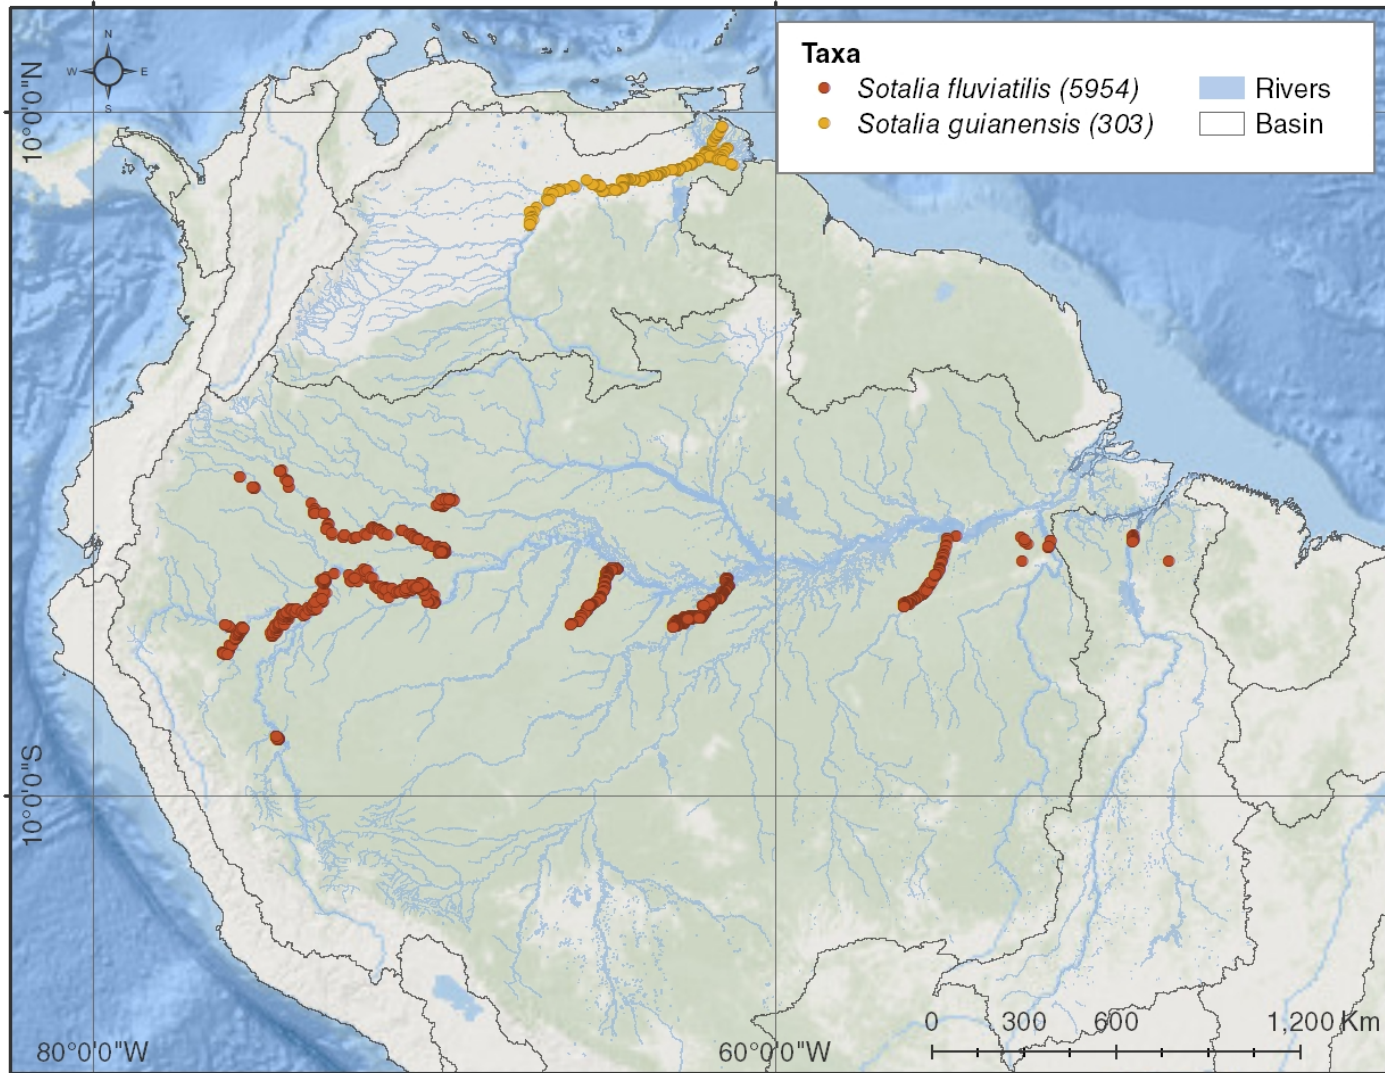 N
W E
S
Taxa
Sotalia fluviatilis (5954)
Sotalia guianensis (303)
Rivers
Basin
10°0'0"N
10°0'0"S
80°0'0"W
60°0'0"W
0 300 600 1,200 Km